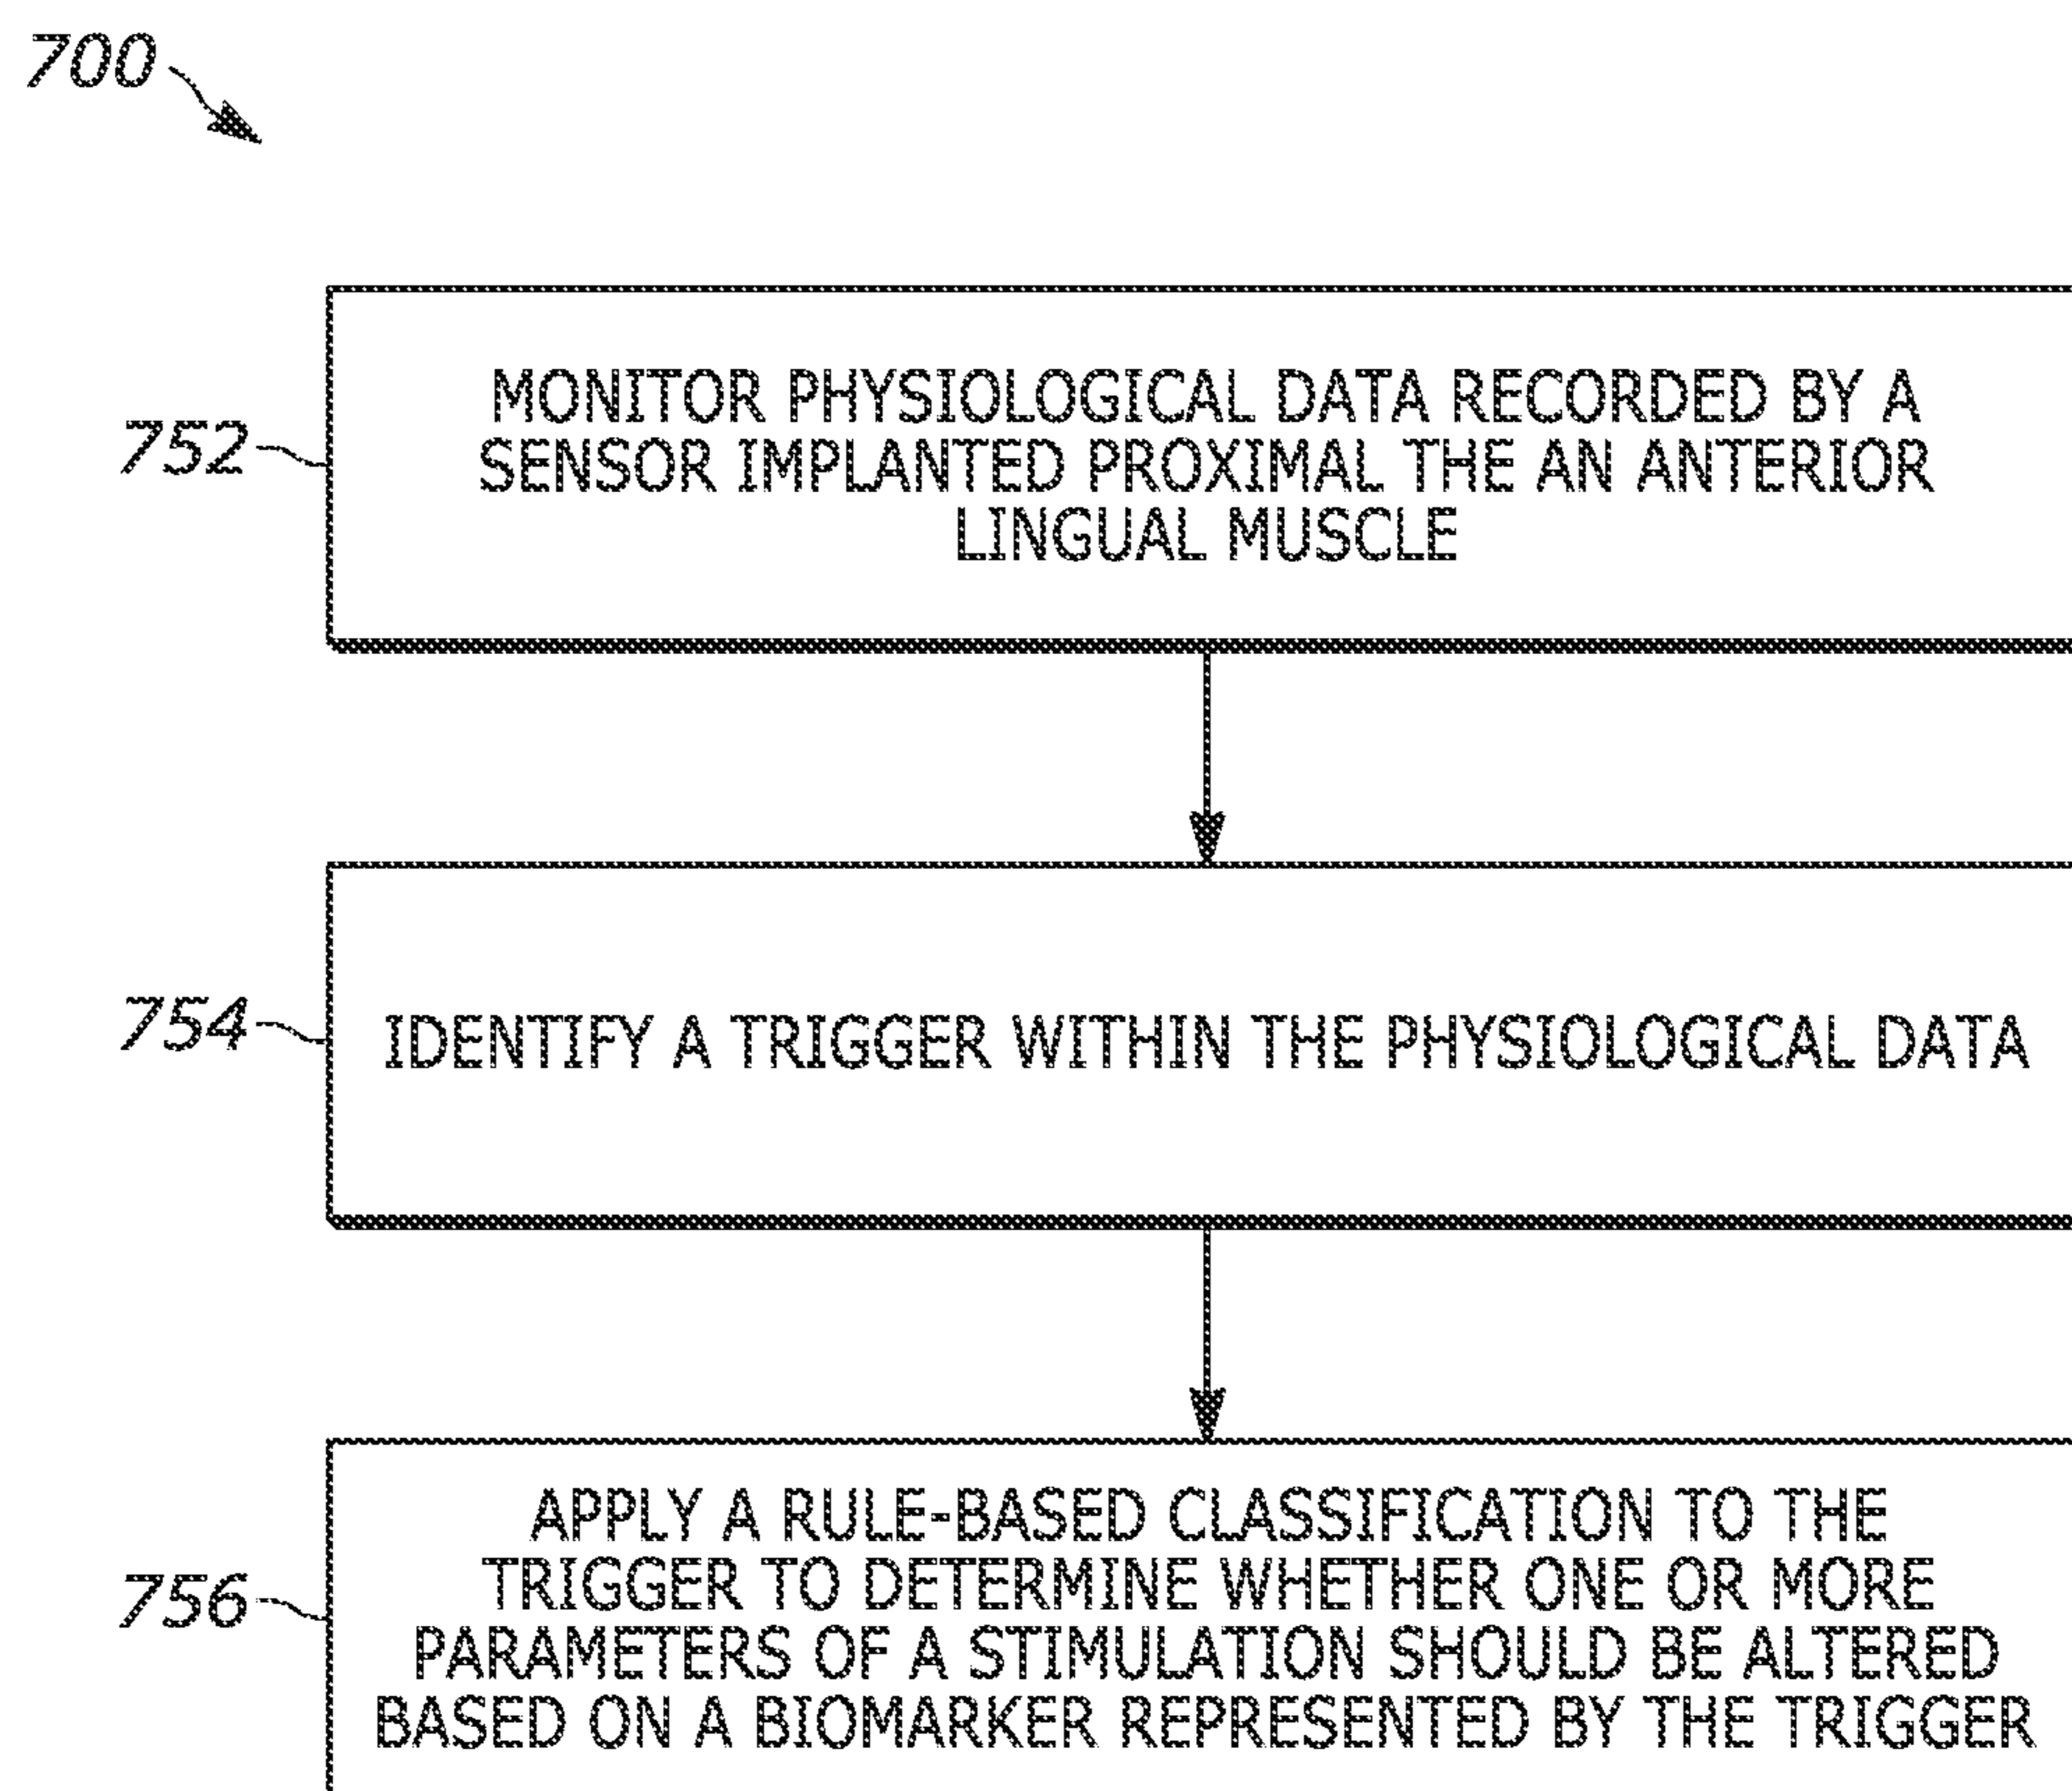 700
752
MONITOR PHYSIOLOGICAL DATA RECORDED BY A
SENSOR IMPLANTED PROXIMAL THE AN ANTERIOR
LINGUAL MUSCLE
754
IDENTIFY A TRIGGER WITHIN THE PHYSIOLOGICAL DATA
756
APPLY A RULE-BASED CLASSIFICATION TO THE
TRIGGER TO DETERMINE WHETHER ONE OR MORE
PARAMETERS OF A STIMULATION SHOULD BE ALTERED
BASED ON A BIOMARKER REPRESENTED BY THE TRIGGER